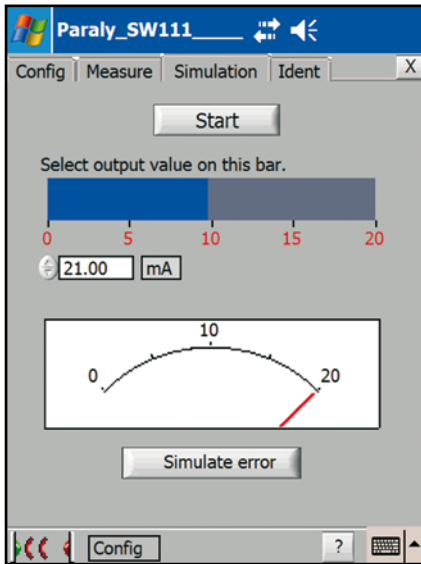 Paraly_SW111____
Config Measure Simulation Ident X
Start
Select output value on this bar.
0 5 10 15 20
21.00 mA
10
0 20
Simulate error
Config ?